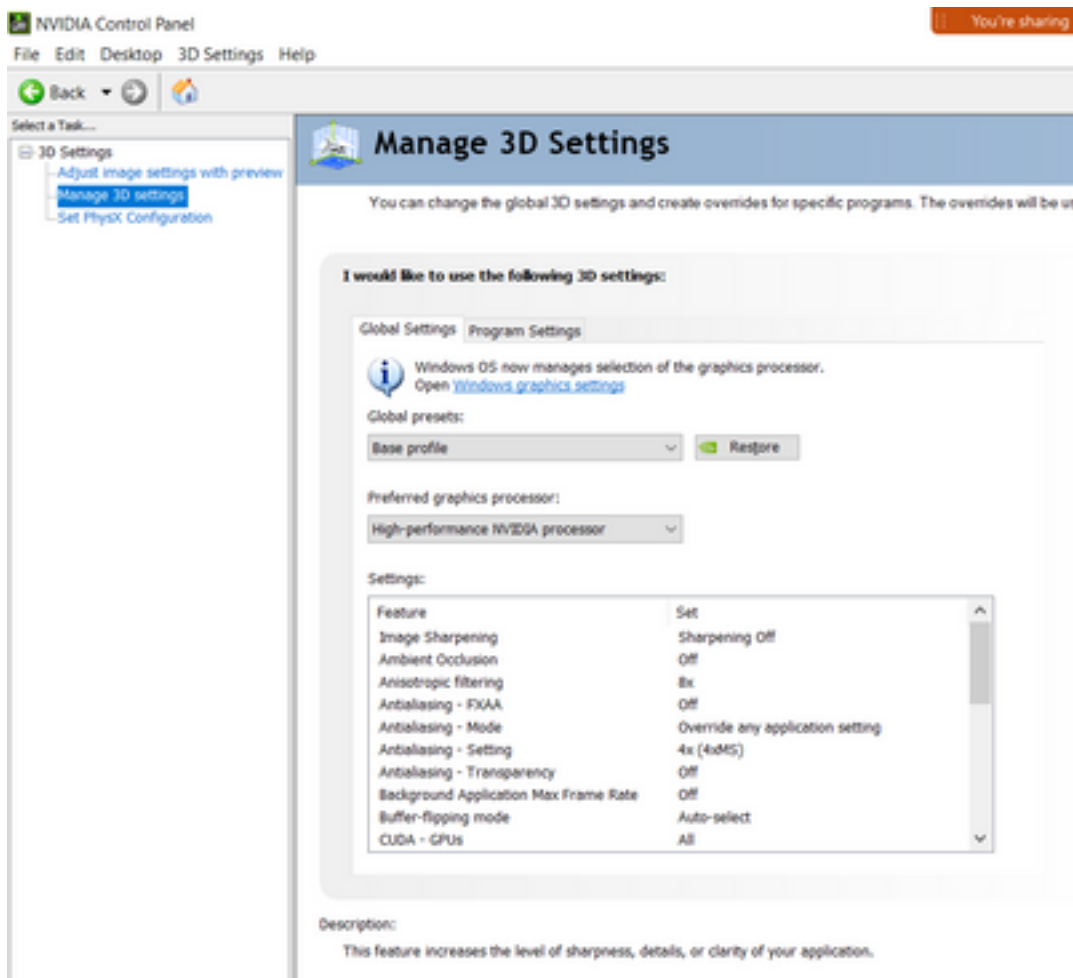 NVIDIA Control Panel
You're sharing
File Edit Desktop 3D Settings Help
Back
Select a Task...
3D Settings
Adjust image settings with preview
Manage 3D settings
Set PhysX Configuration
Manage 3D Settings
You can change the global 3D settings and create overrides for specific programs. The overrides will be us
I would like to use the following 3D settings:
Global Settings Program Settings
Windows OS now manages selection of the graphics processor.
Open Windows graphics settings
Global presets:
Base profile Restore
Preferred graphics processor:
High-performance NVIDIA processor
Settings:
Feature Set
Image Sharpening Sharpening Off
Ambient Occlusion Off
Anisotropic filtering 8x
Antialiasing - FXAA Off
Antialiasing - Mode Override any application setting
Antialiasing - Setting 4x (4xMS)
Antialiasing - Transparency Off
Background Application Max Frame Rate Off
Buffer-flipping mode Auto-select
CUDA - GPUs All
Description:
This feature increases the level of sharpness, details, or clarity of your application.